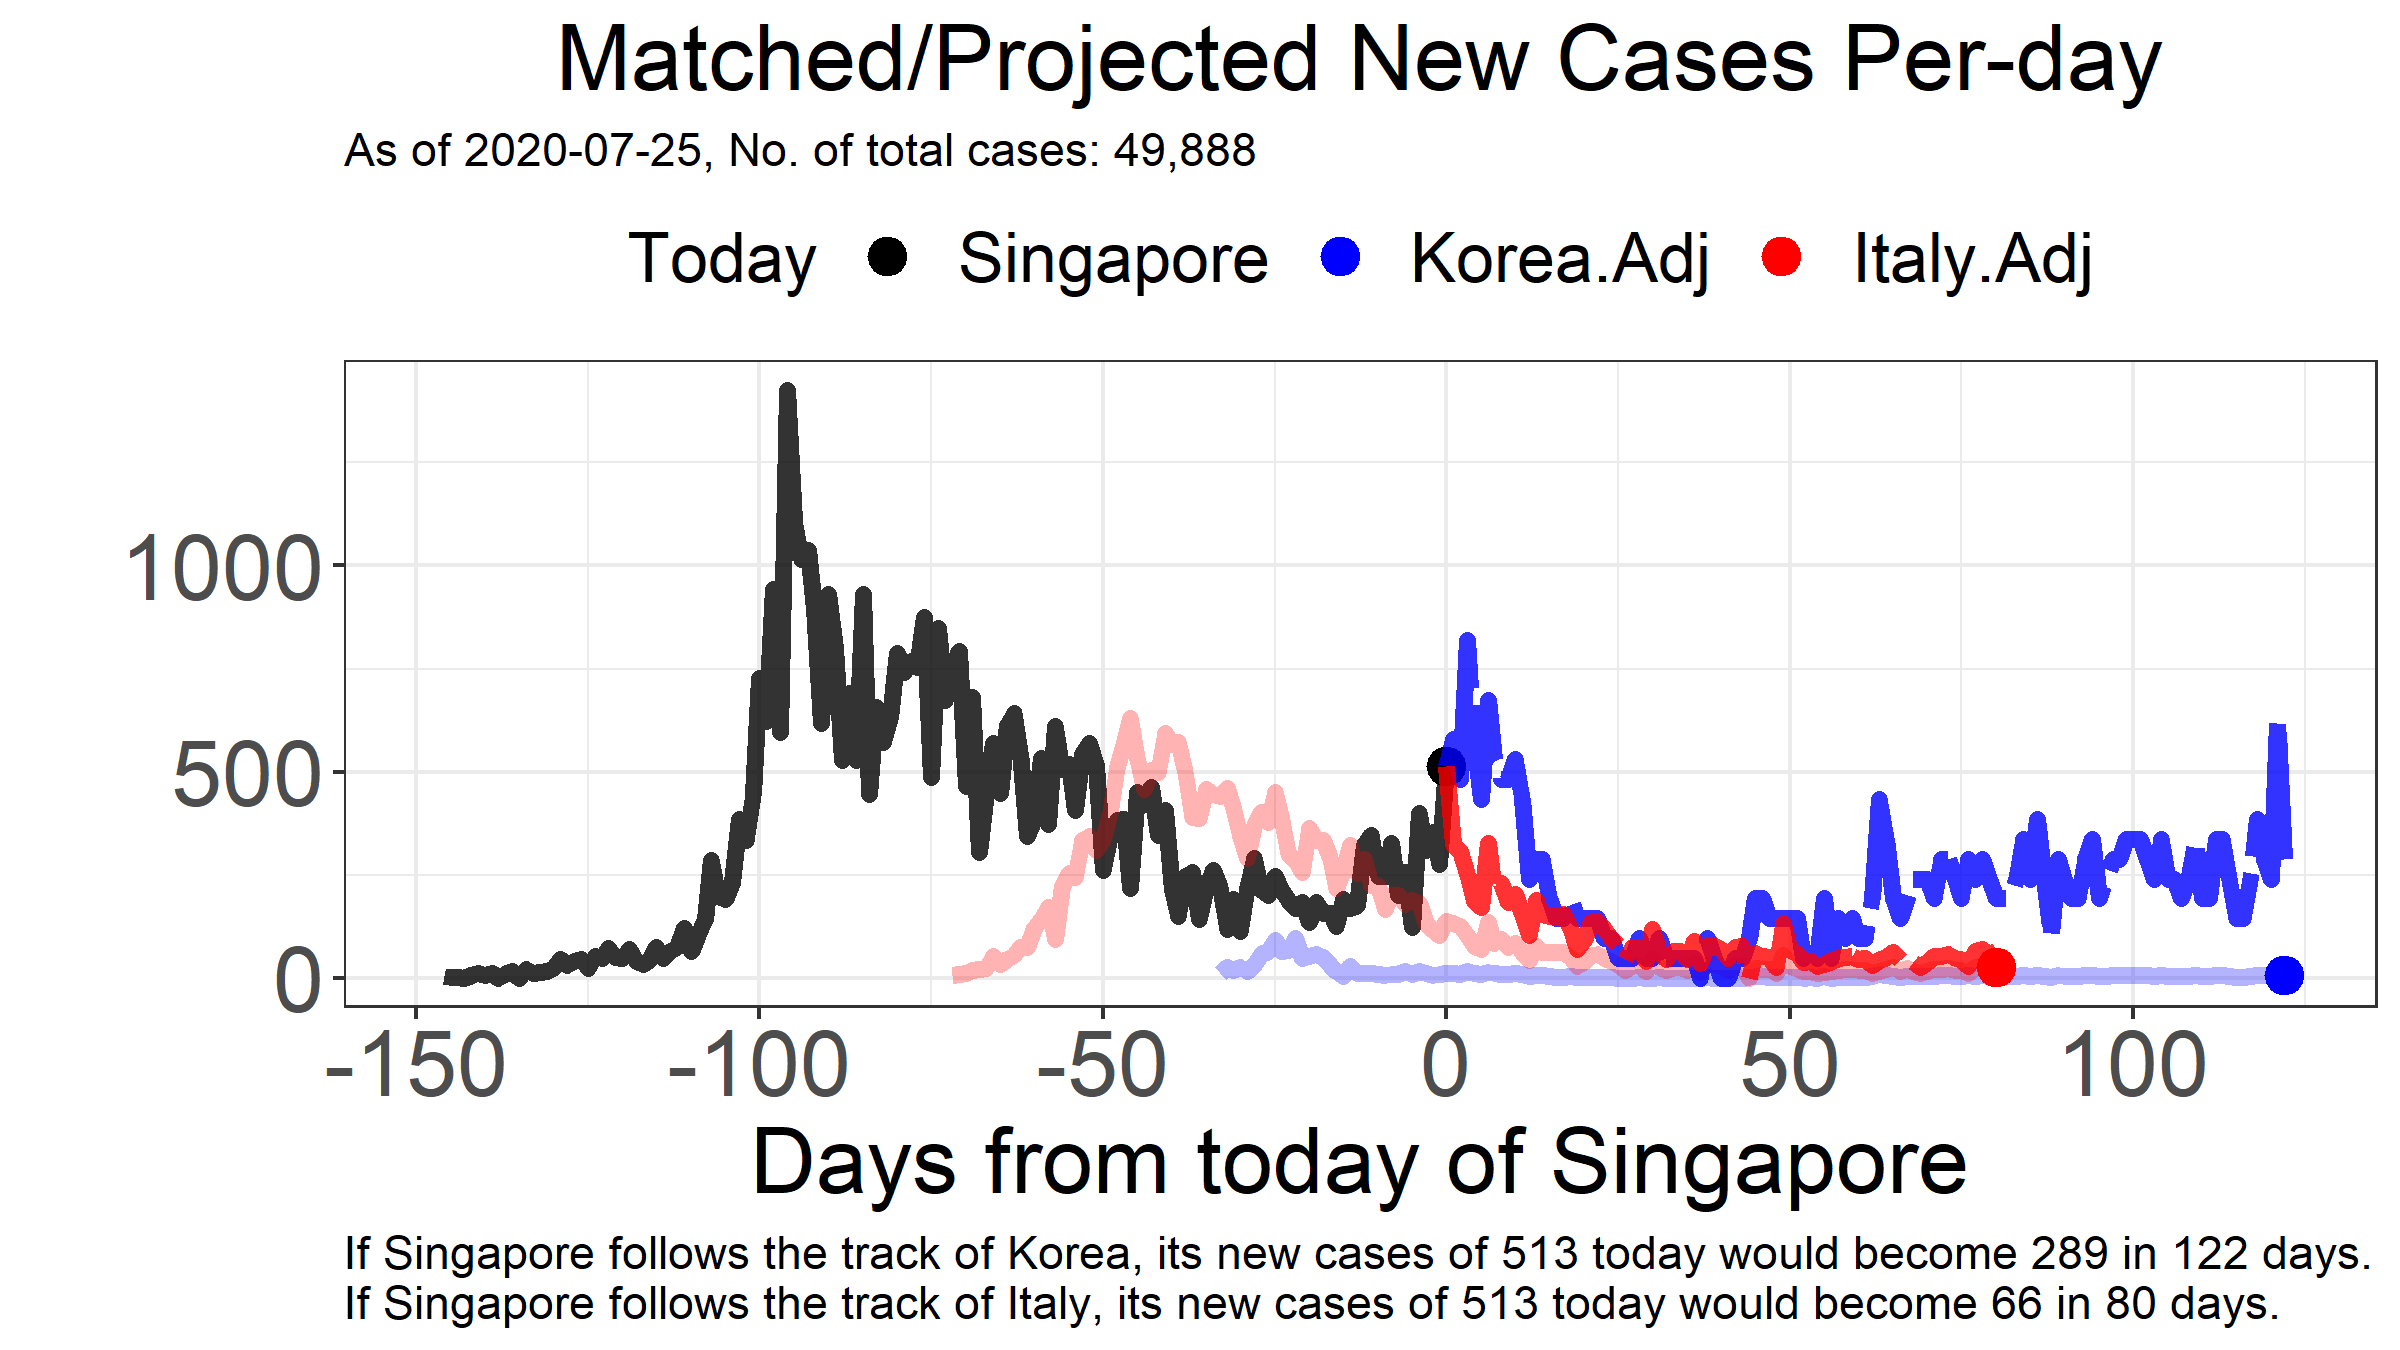 Matched/Projected New Cases Per-day
As of 2020-07-25, No. of total cases: 49,888
Today Singapore Korea.Adj Italy.Adj
1000
500
0
-150 -100 -50 0 50 100
Days from today of Singapore
If Singapore follows the track of Korea, its new cases of 513 today would become 289 in 122 days.
If Singapore follows the track of Italy, its new cases of 513 today would become 66 in 80 days.